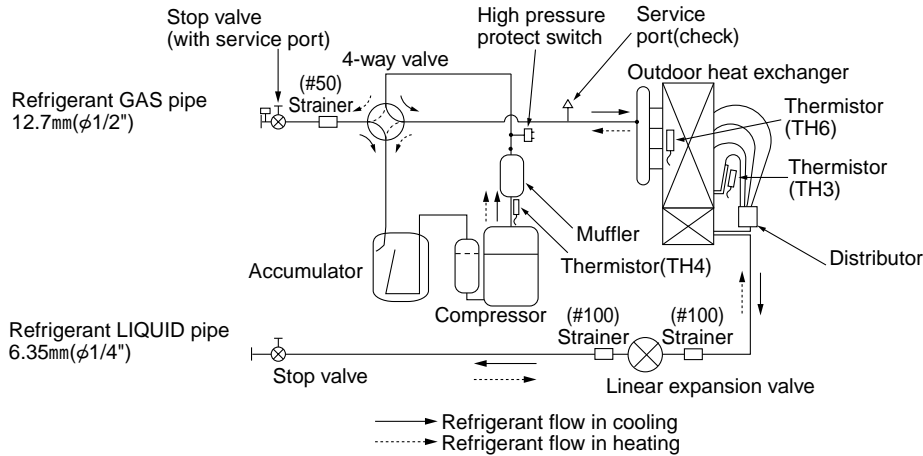 Stop valve
(with service port)
High pressure
protect switch
Service
port(check)
4-way valve
(#50)
Strainer
Outdoor heat exchanger
Refrigerant GAS pipe
12.7mm(ϕ1/2")
Thermistor
(TH6)
Thermistor
(TH3)
Muffler
Thermistor(TH4)
Distributor
Accumulator
Compressor
Refrigerant LIQUID pipe
6.35mm(ϕ1/4")
(#100)
Strainer
(#100)
Strainer
Stop valve
Linear expansion valve
Refrigerant flow in cooling
Refrigerant flow in heating